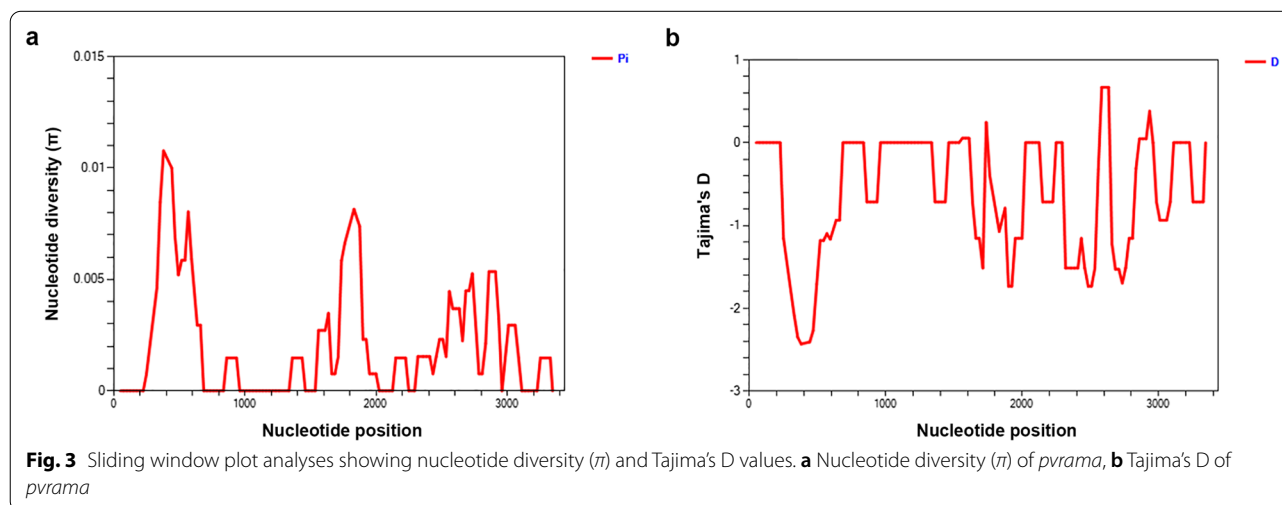 a
Pi
0.015
0.01
0.005
0
Nucleotide diversity (π)
0
1000
2000
3000
Nucleotide position
b
D
1
0
-1
-2
-3
Tajima's D
0
1000
2000
3000
Nucleotide position
Fig. 3 Sliding window plot analyses showing nucleotide diversity (π) and Tajima's D values. a Nucleotide diversity (π) of pvrama, b Tajima's D of
pvrama